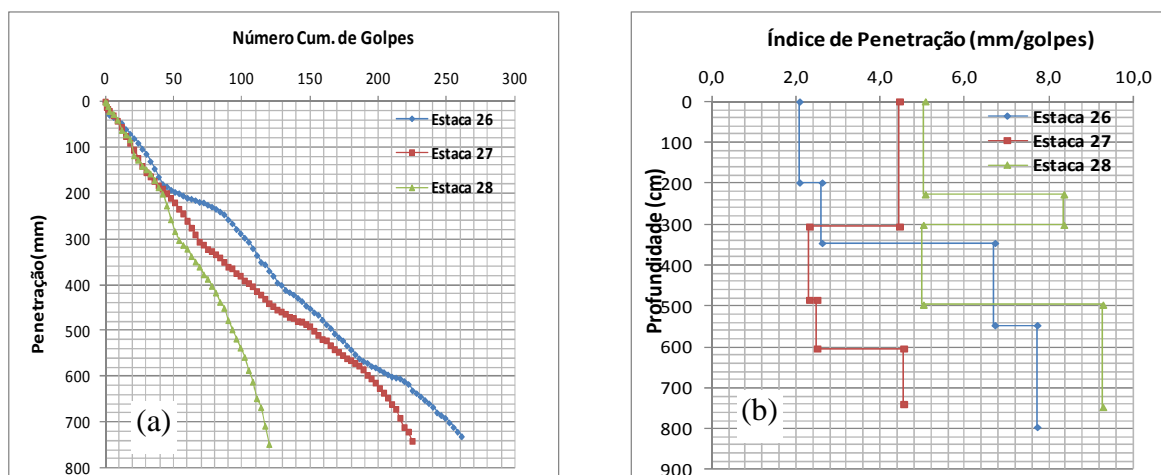 Número Cum. de Golpes
0 50 100 150 200 250 300
0
100
200
300
400
500
600
700
800
Penetração(mm)
Estaca 26
Estaca 27
Estaca 28
(a)
Índice de Penetração (mm/golpes)
0,0 2,0 4,0 6,0 8,0 10,0
0
100
200
300
400
500
600
700
800
900
Profundidade (cm)
Estaca 26
Estaca 27
Estaca 28
(b)